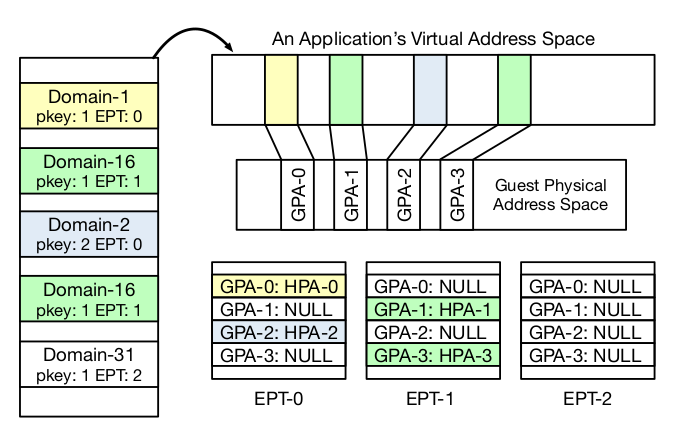 An Application's Virtual Address Space
Domain-1
pkey: 1 EPT: 0
Domain-16
pkey: 1 EPT: 1
Domain-2
pkey: 2 EPT: 0
Domain-16
pkey: 1 EPT: 1
Domain-31
pkey: 1 EPT: 2
GPA-0
GPA-1
GPA-2
GPA-3
Guest Physical
Address Space
GPA-0: HPA-0
GPA-1: NULL
GPA-2: HPA-2
GPA-3: NULL
EPT-0
GPA-0: NULL
GPA-1: HPA-1
GPA-2: NULL
GPA-3: HPA-3
EPT-1
GPA-0: NULL
GPA-1: NULL
GPA-2: NULL
GPA-3: NULL
EPT-2